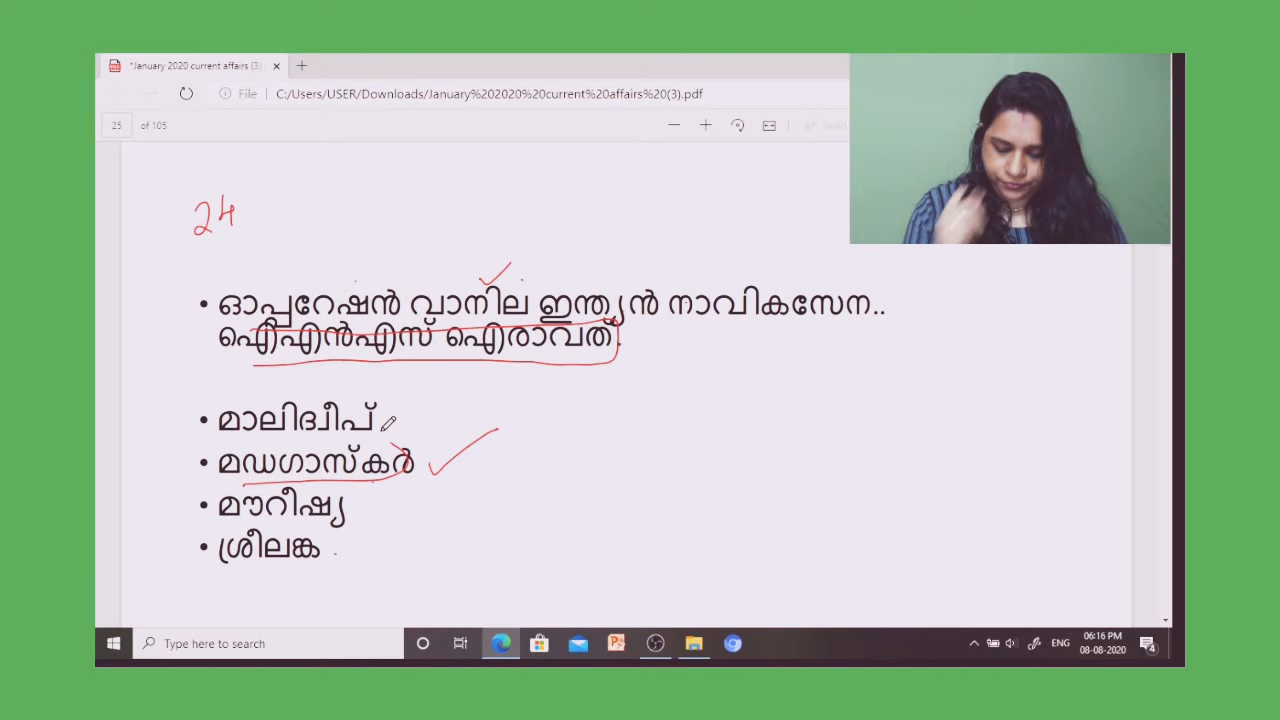 *January 2020 current affairs (3)
File
C:/Users/USER/Downloads/January%202020%20current%20affairs%20(3).pdf
25 of 105
Read
24
• ഓപ്പറേഷൻ വാനില ഇന്ത്യൻ നാവികസേന..
ഐഎൻഎസ് ഐരാവത്.
• മാലിദ്വീപ്
• മഡഗാസ്കർ
• മൗറീഷ്യ
• ശ്രീലങ്ക .
Type here to search
ENG
06:16 PM
08-08-2020
4